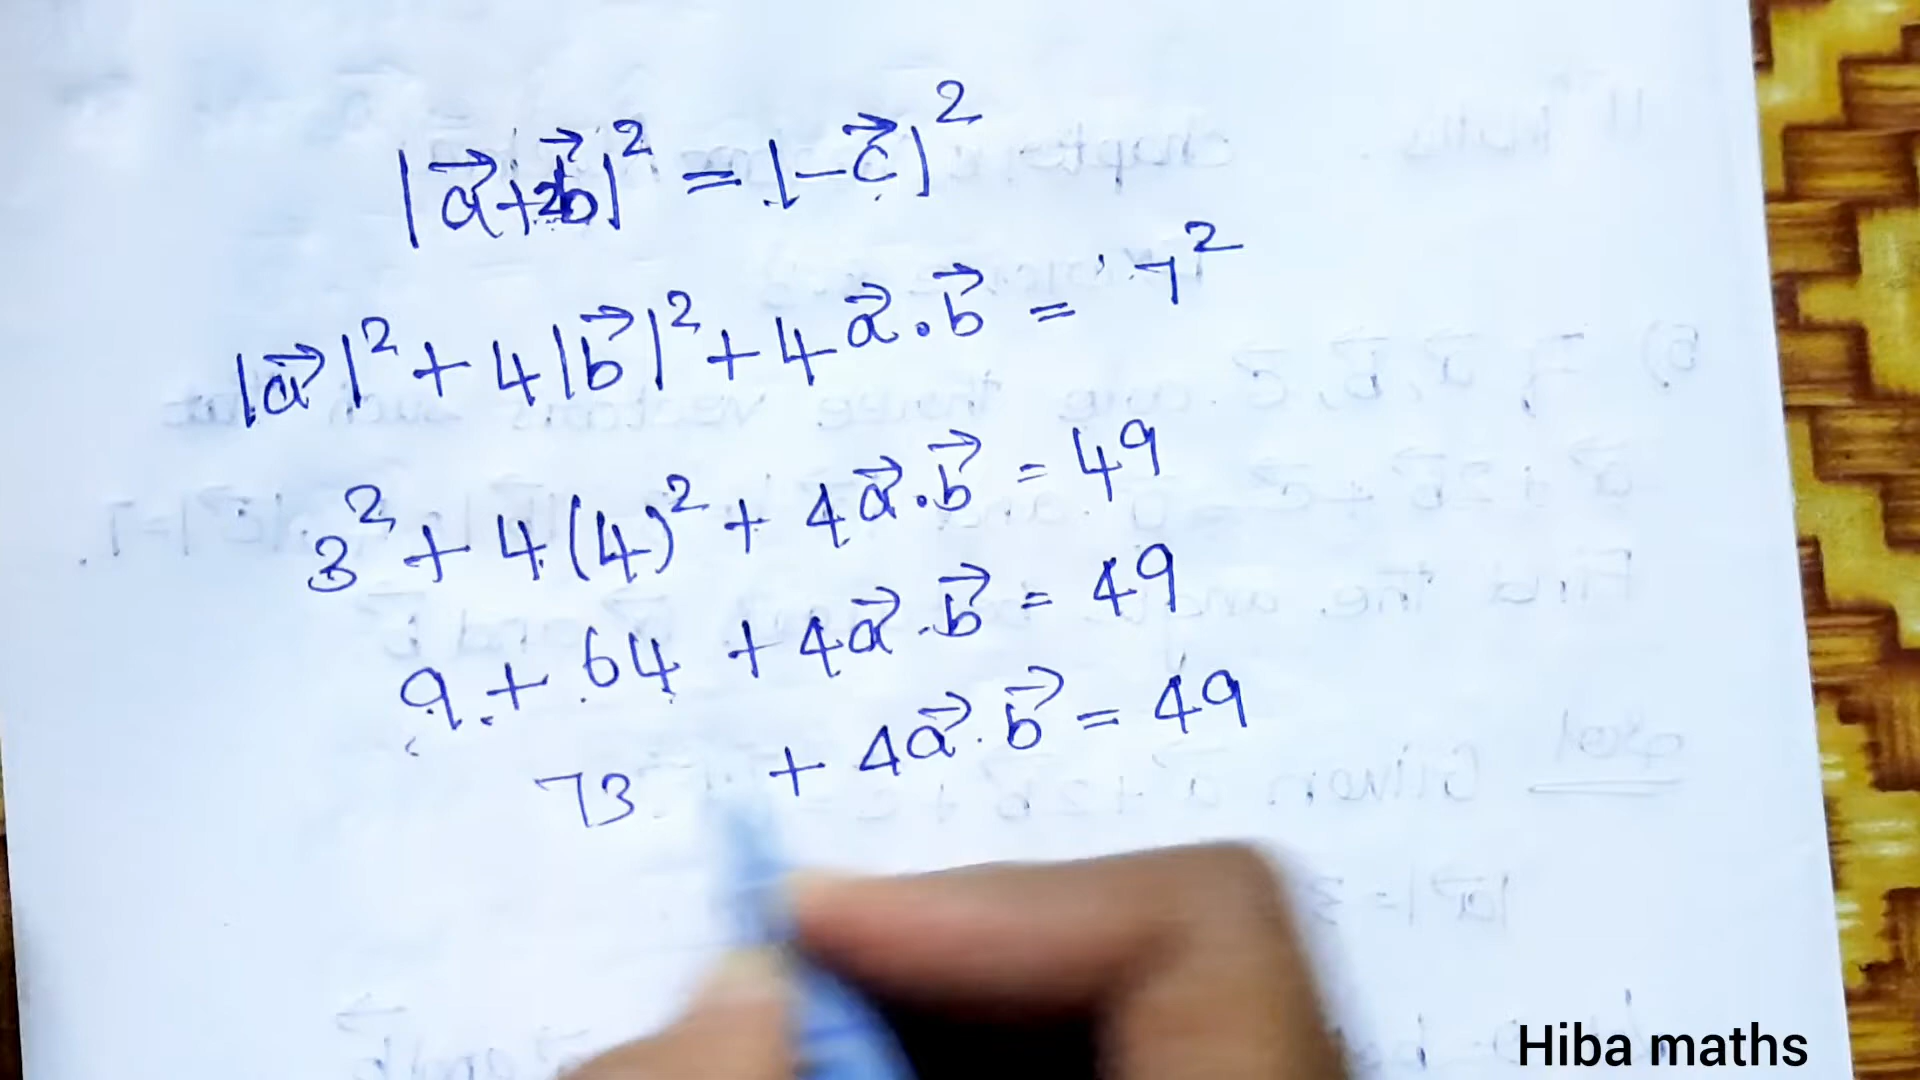 |a⃗+2b⃗|² = |-c⃗|²
|a⃗|² + 4|b⃗|² + 4a⃗.b⃗ = 7²
3² + 4(4)² + 4a⃗.b⃗ = 49
9 + 64 + 4a⃗.b⃗ = 49
73 + 4a⃗.b⃗ = 49
Hiba maths